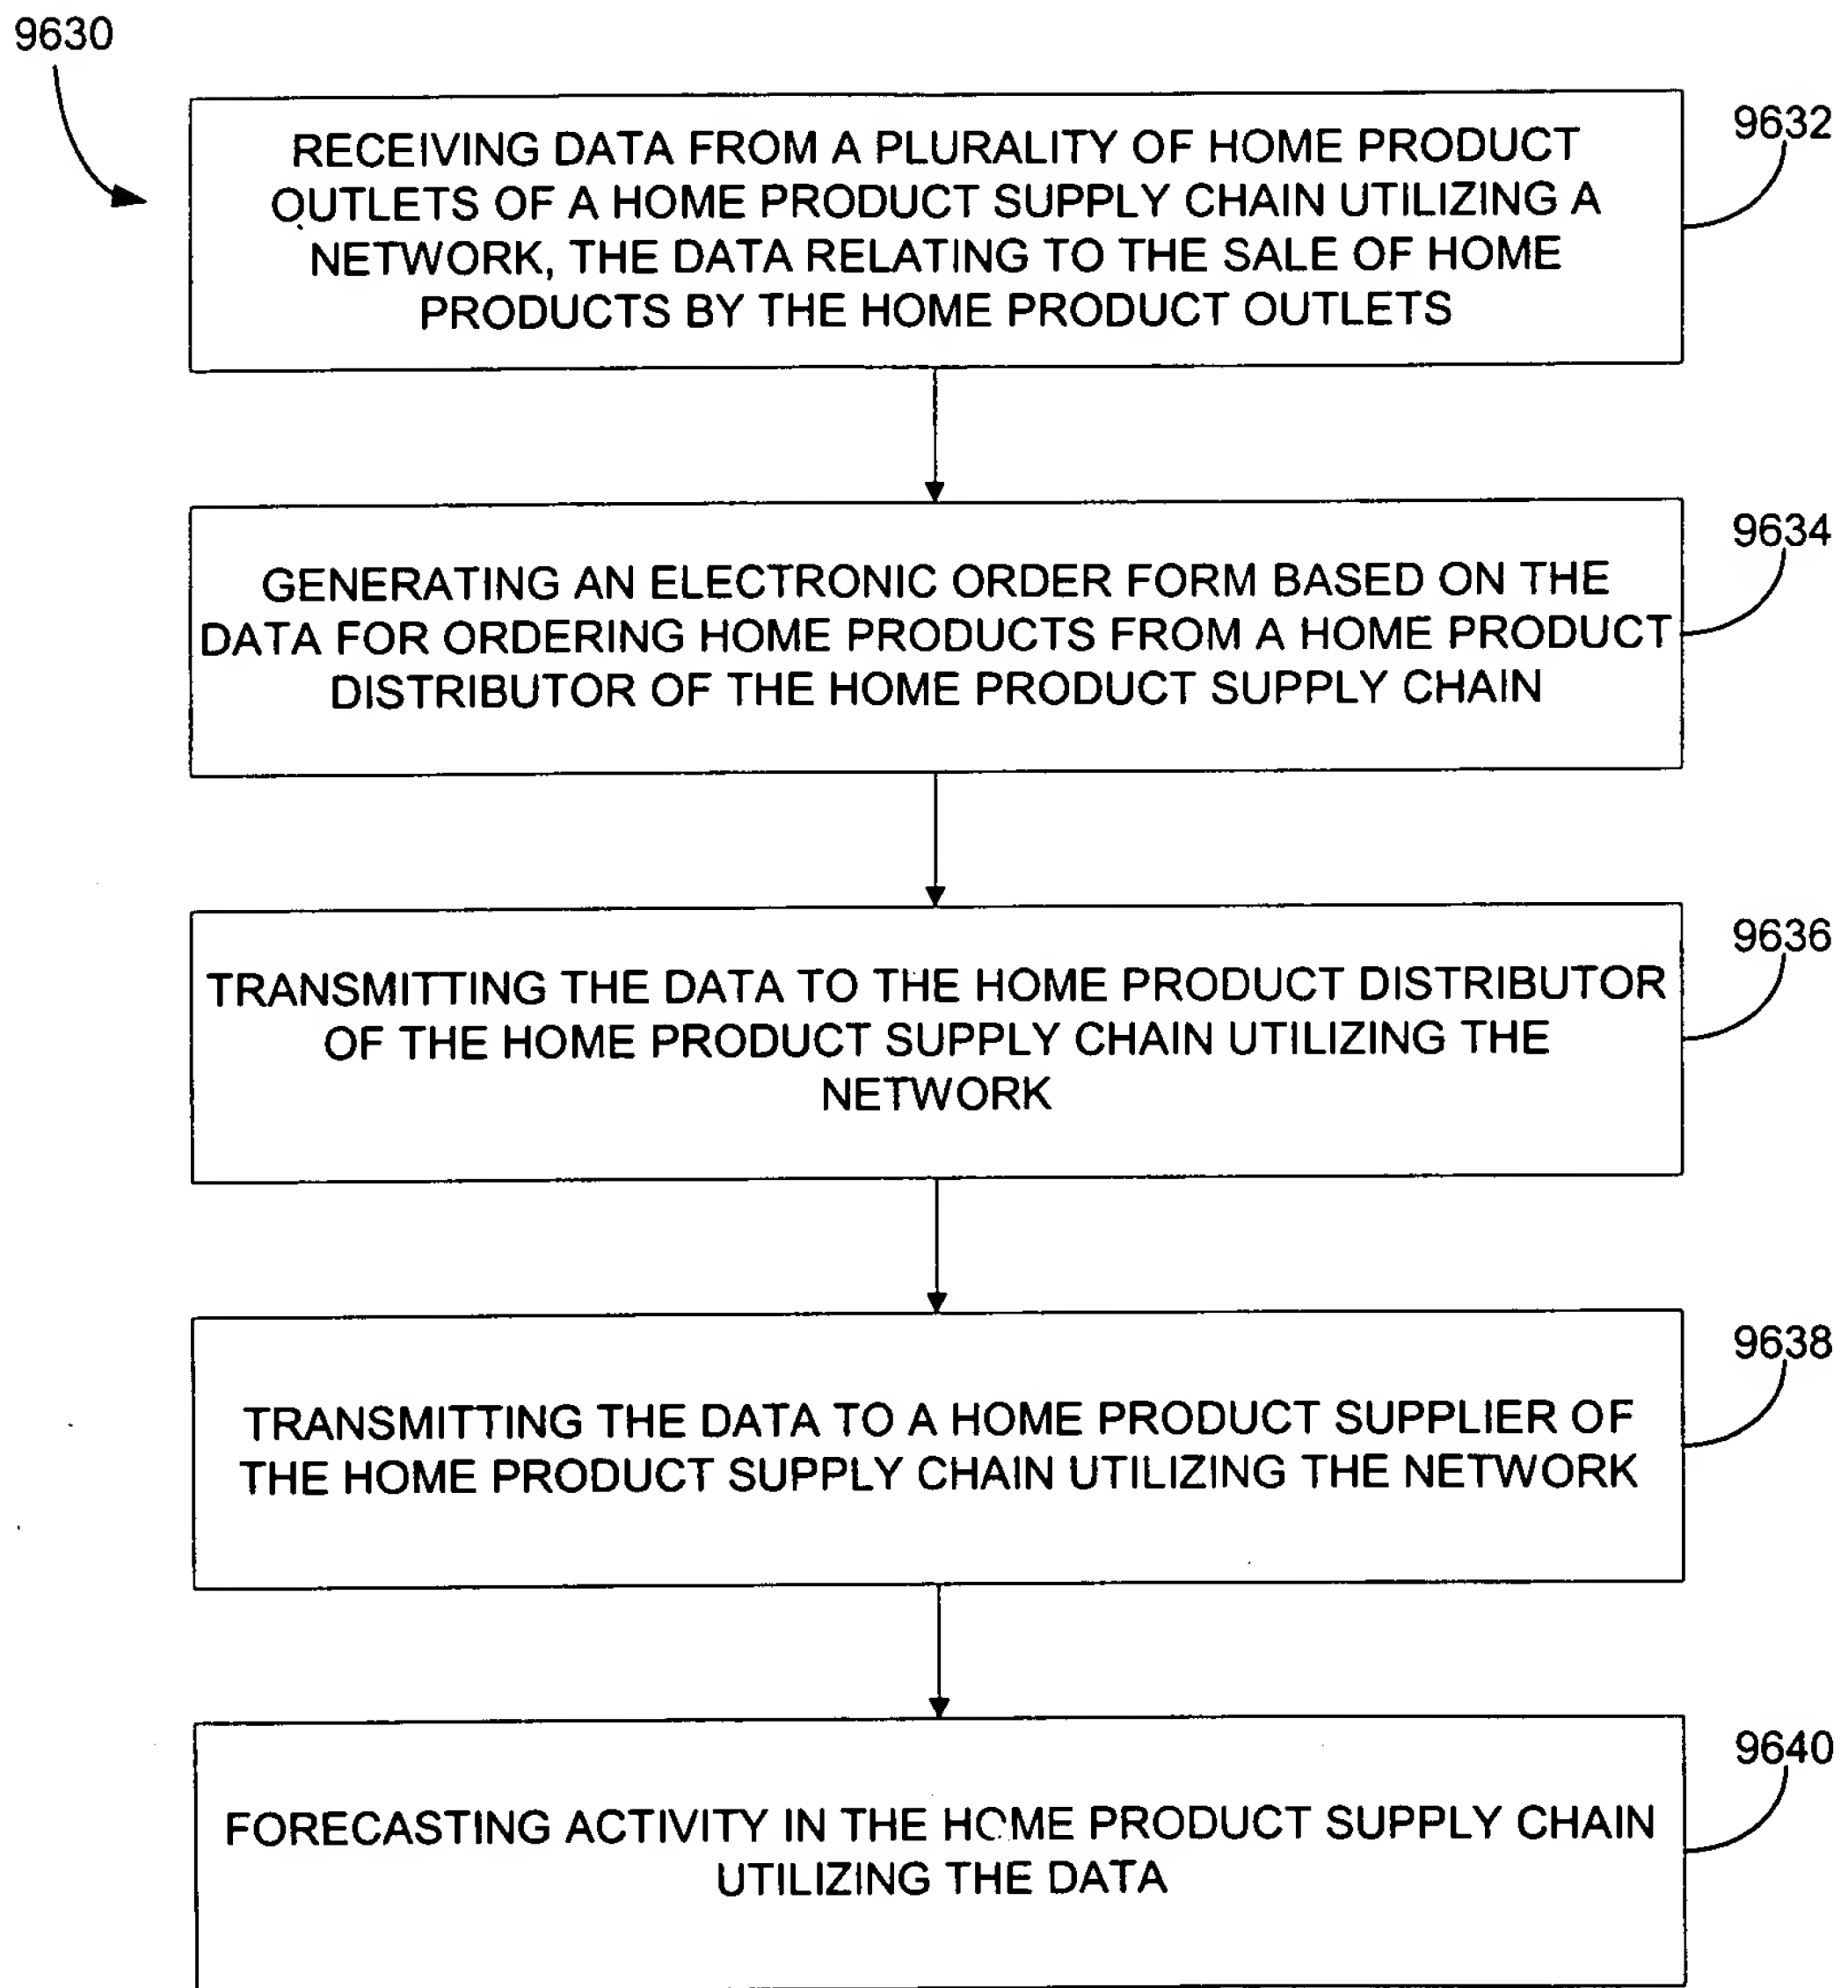 9630
RECEIVING DATA FROM A PLURALITY OF HOME PRODUCT
OUTLETS OF A HOME PRODUCT SUPPLY CHAIN UTILIZING A
NETWORK, THE DATA RELATING TO THE SALE OF HOME
PRODUCTS BY THE HOME PRODUCT OUTLETS
9632
GENERATING AN ELECTRONIC ORDER FORM BASED ON THE
DATA FOR ORDERING HOME PRODUCTS FROM A HOME PRODUCT
DISTRIBUTOR OF THE HOME PRODUCT SUPPLY CHAIN
9634
TRANSMITTING THE DATA TO THE HOME PRODUCT DISTRIBUTOR
OF THE HOME PRODUCT SUPPLY CHAIN UTILIZING THE
NETWORK
9636
TRANSMITTING THE DATA TO A HOME PRODUCT SUPPLIER OF
THE HOME PRODUCT SUPPLY CHAIN UTILIZING THE NETWORK
9638
FORECASTING ACTIVITY IN THE HOME PRODUCT SUPPLY CHAIN
UTILIZING THE DATA
9640